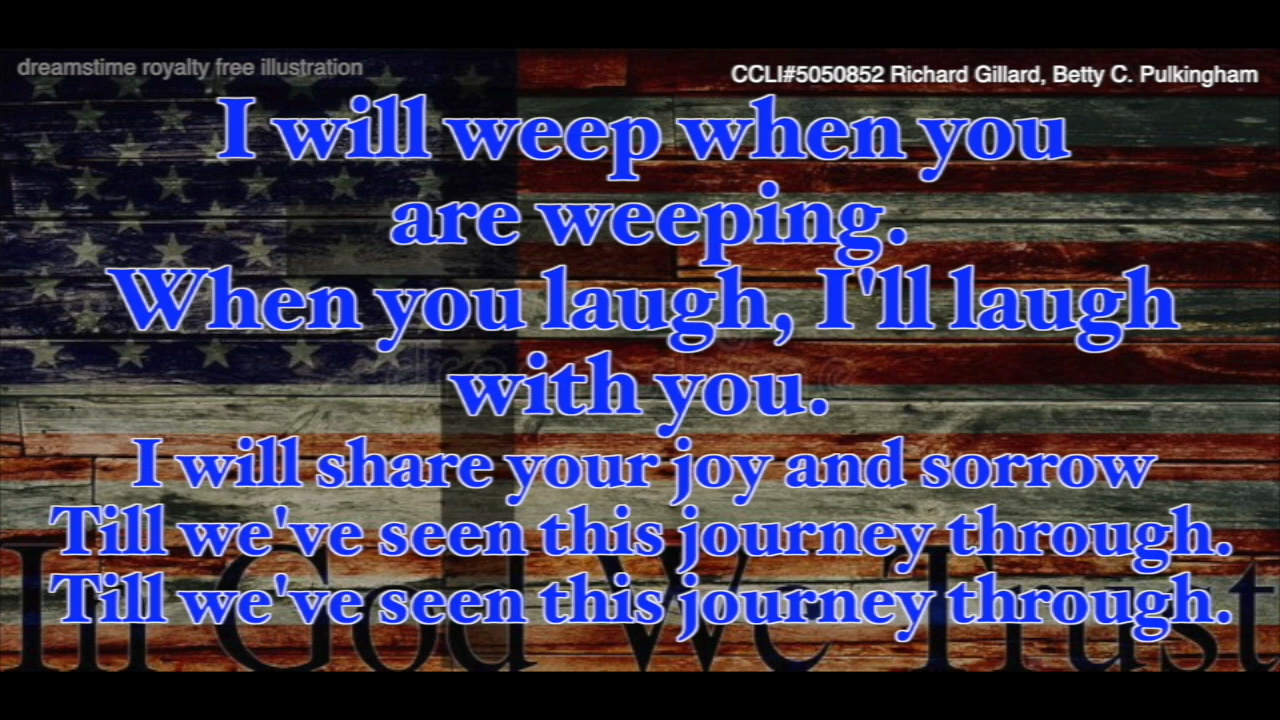 dreamstime royalty free illustration
CCLI#5050852 Richard Gillard, Betty C. Pulkingham
I will weep when you
are weeping.
When you laugh, I'll laugh
with you.
I will share your joy and sorrow
Till we've seen this journey through.
Till we've seen this journey through.
In God We Trust